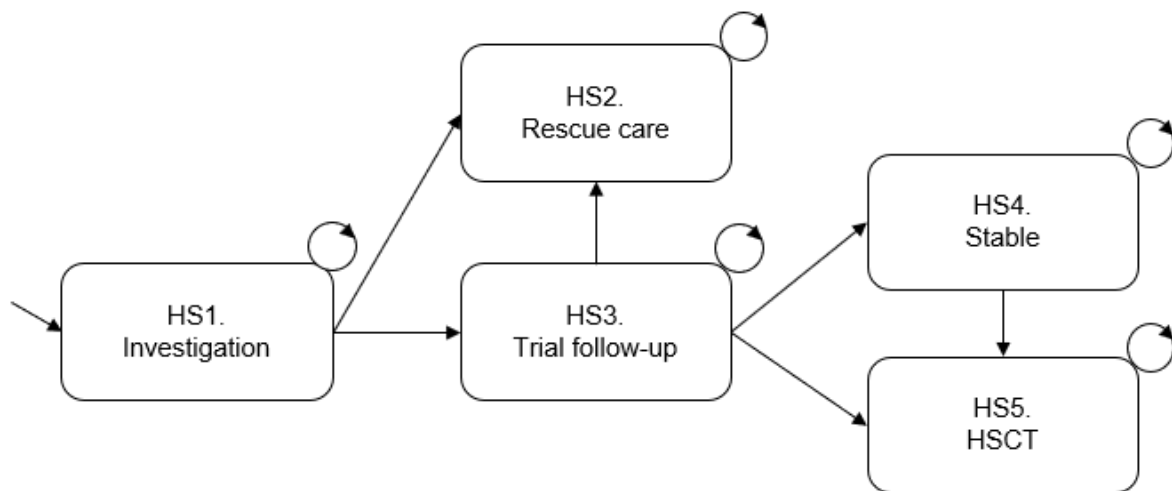 HS2.
Rescue care
HS4.
Stable
HS1.
Investigation
HS3.
Trial follow-up
HS5.
HSCT